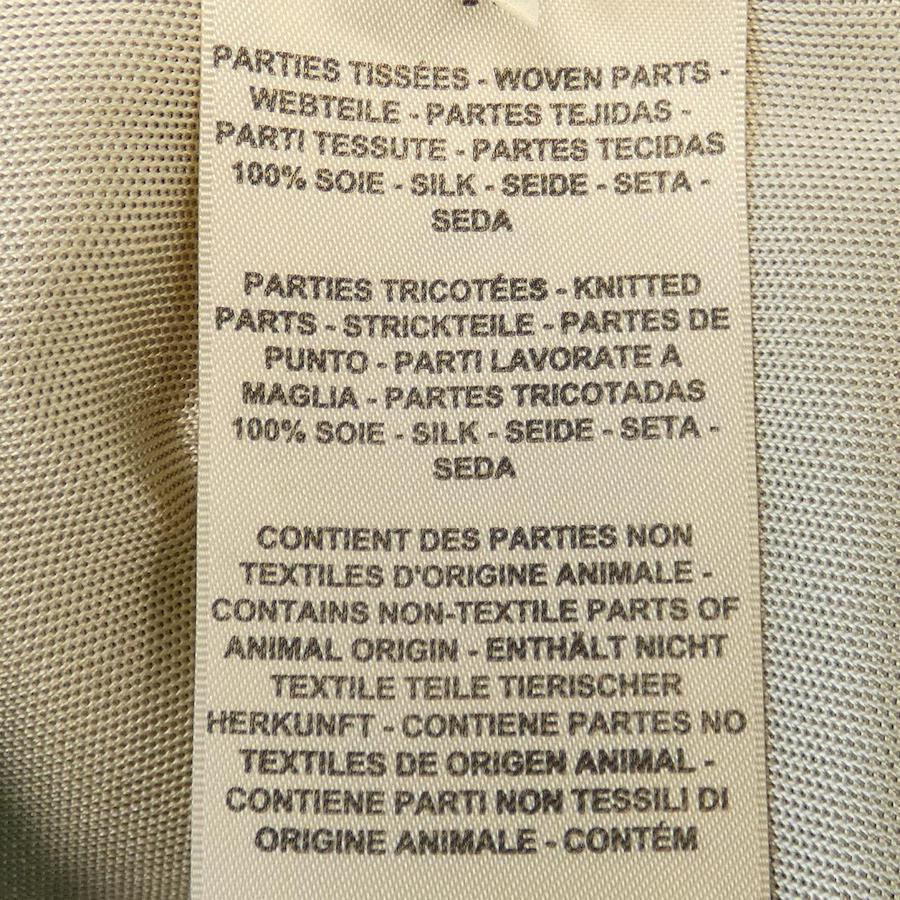 PARTIES TISSÉES - WOVEN PARTS -
WEBTEILE - PARTES TEJIDAS -
PARTI TESSUTE - PARTES TECIDAS
100% SOIE - SILK - SEIDE - SETA -
SEDA
PARTIES TRICOTÉES - KNITTED
PARTS - STRICKTEILE - PARTES DE
PUNTO - PARTI LAVORATE A
MAGLIA - PARTES TRICOTADAS
100% SOIE - SILK - SEIDE - SETA -
SEDA
CONTIENT DES PARTIES NON
TEXTILES D'ORIGINE ANIMALE -
CONTAINS NON-TEXTILE PARTS OF
ANIMAL ORIGIN - ENTHÄLT NICHT
TEXTILE TEILE TIERISCHER
HERKUNFT - CONTIENE PARTES NO
TEXTILES DE ORIGEN ANIMAL -
CONTIENE PARTI NON TESSILI DI
ORIGINE ANIMALE - CONTÉM